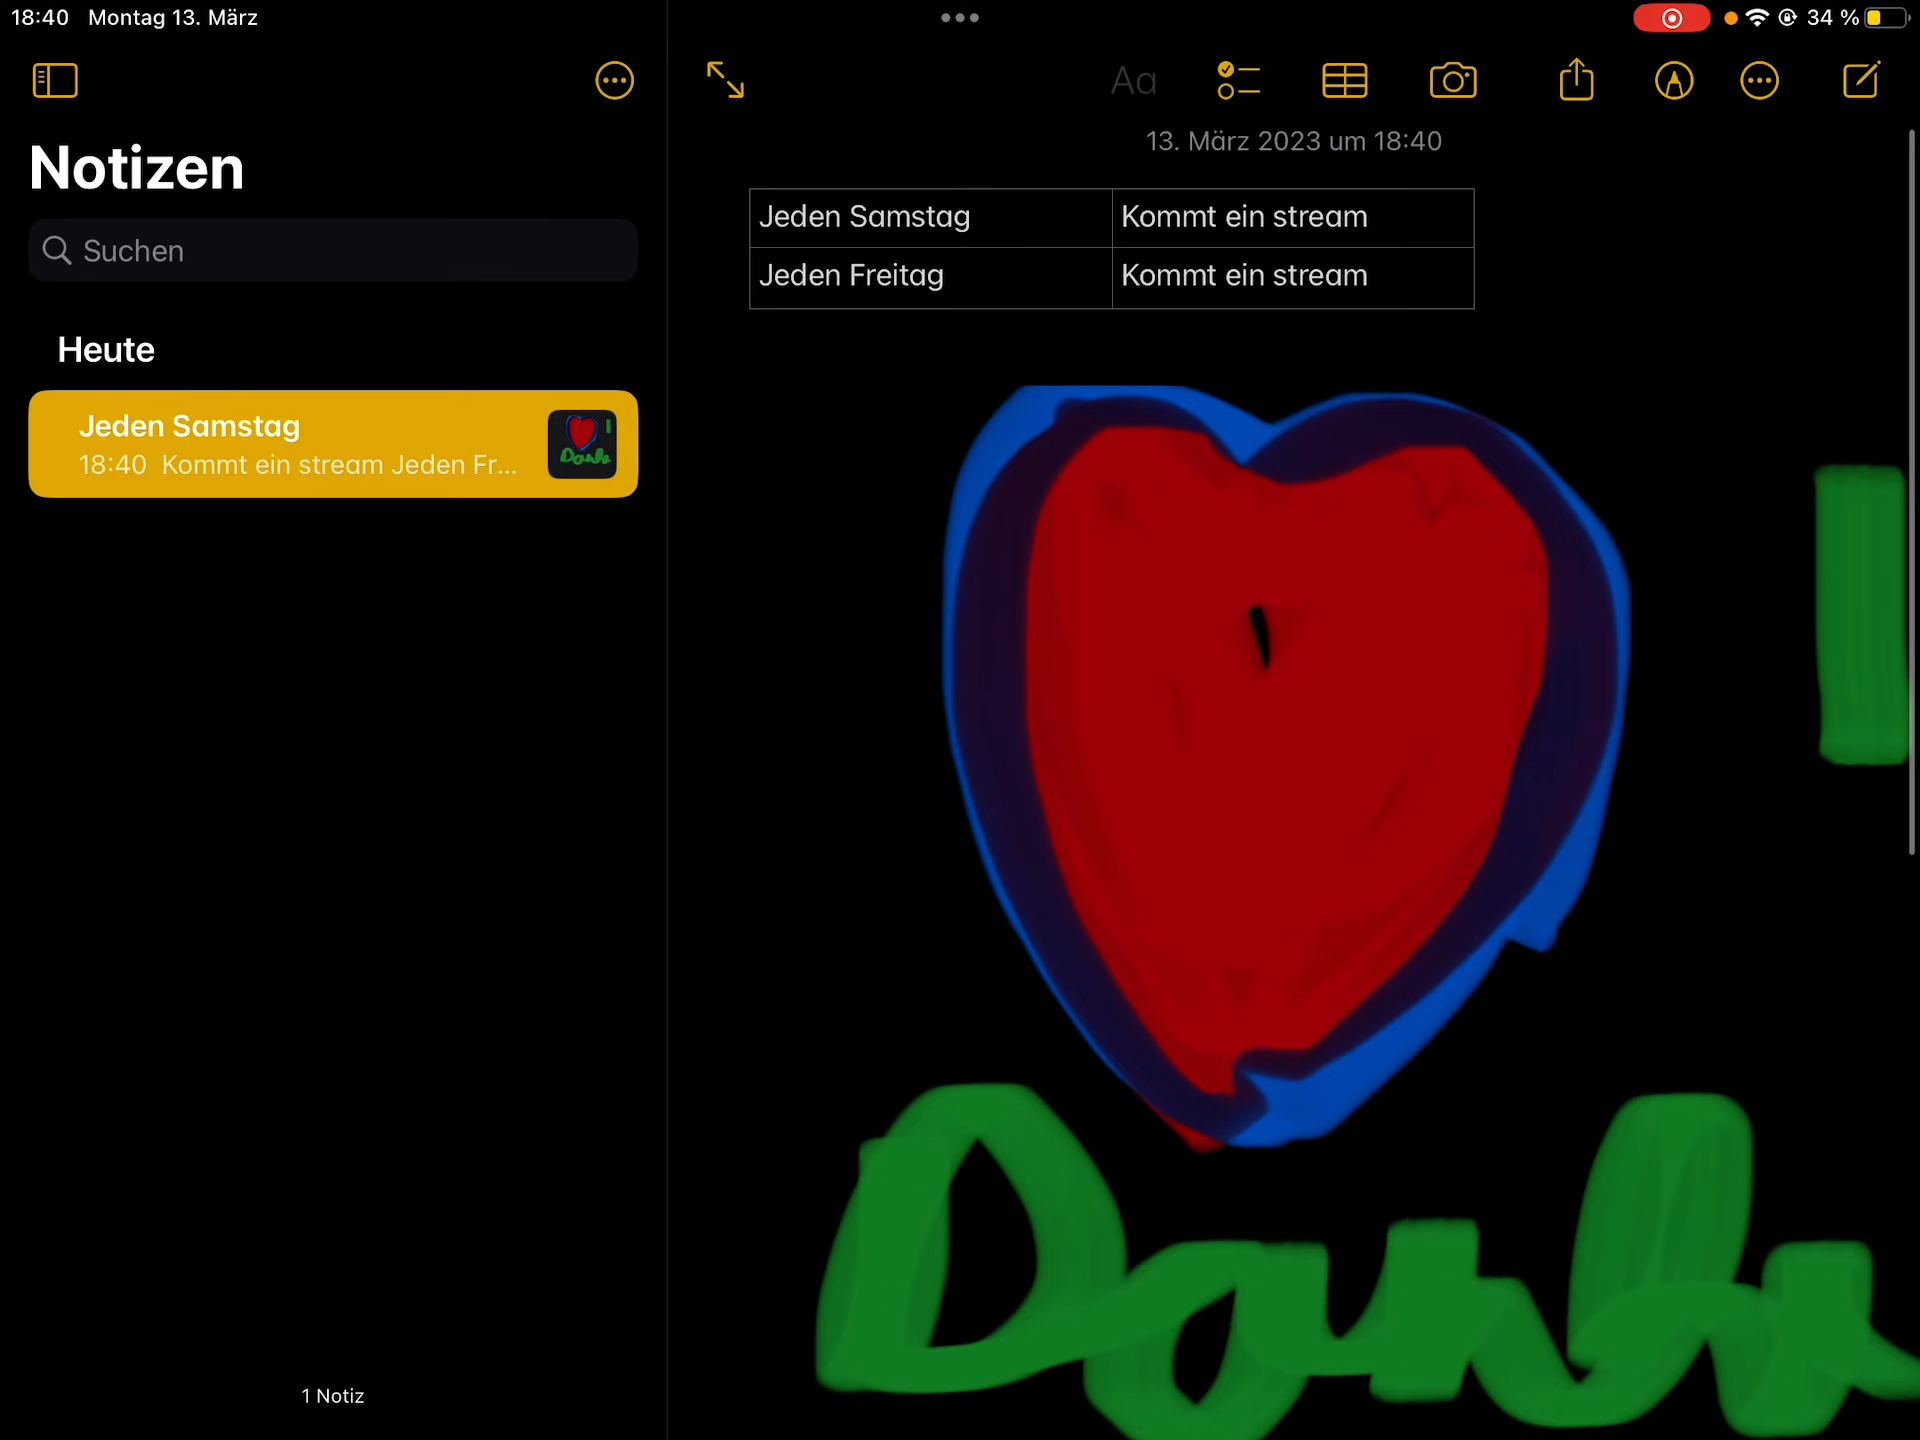 18:40 Montag 13. März
34 %
Notizen
Suchen
Heute
Jeden Samstag
18:40 Kommt ein stream Jeden Fr...
1 Notiz
Aa
13. März 2023 um 18:40
Jeden Samstag Kommt ein stream
Jeden Freitag Kommt ein stream